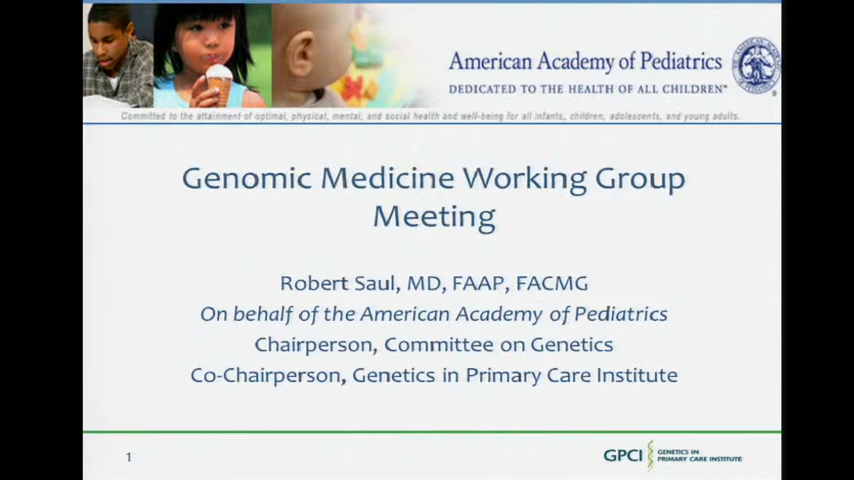 American Academy of Pediatrics
DEDICATED TO THE HEALTH OF ALL CHILDREN™
Committed to the attainment of optimal, physical, mental, and social health and well-being for all infants, children, adolescents, and young adults.
Genomic Medicine Working Group
Meeting
Robert Saul, MD, FAAP, FACMG
On behalf of the American Academy of Pediatrics
Chairperson, Committee on Genetics
Co-Chairperson, Genetics in Primary Care Institute
1
GPCI
GENETICS IN
PRIMARY CARE INSTITUTE